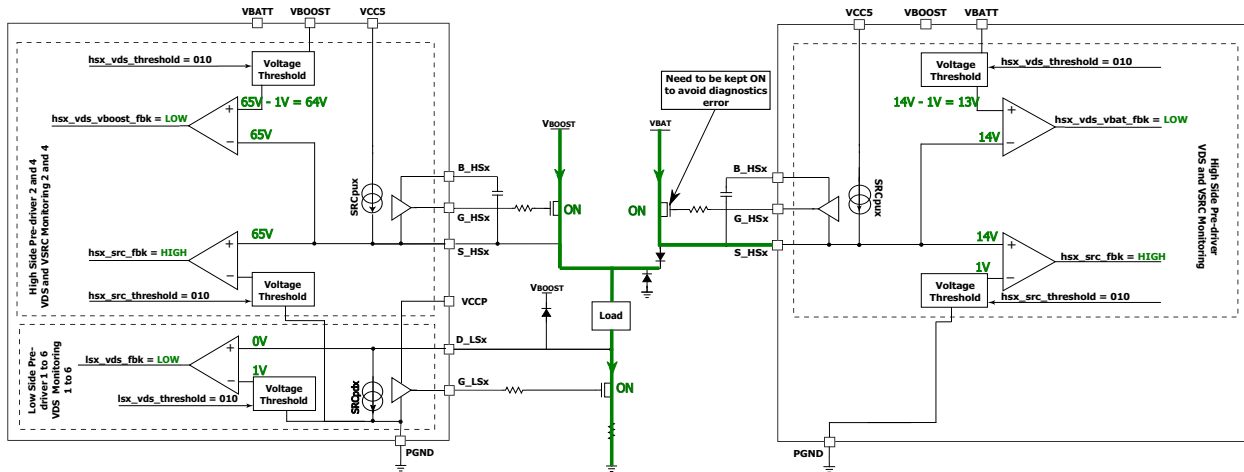 VBATT
VBOOST
VCC5
hsx_vds_threshold = 010
Voltage
Threshold
65V - 1V = 64V
+
hsx_vds_vboost_fbk = LOW
65V
−
High Side Pre-driver 2 and 4
VDS and VSRC Monitoring 2 and 4
SRCpux
B_HSx
G_HSx
S_HSx
65V
+
hsx_src_fbk = HIGH
−
hsx_src_threshold = 010
Voltage
Threshold
VCCP
Low Side Pre-
driver 1 to 6
VDS Monitoring
1 to 6
0V
+
lsx_vds_fbk = LOW
1V
−
Voltage
Threshold
lsx_vds_threshold = 010
SRCpdx
D_LSx
G_LSx
PGND
VBOOST
ON
VBAT
ON
Need to be kept ON
to avoid diagnostics
error
VBOOST
Load
ON
VCC5
VBOOST
VBATT
Voltage
Threshold
hsx_vds_threshold = 010
14V - 1V = 13V
+
hsx_vds_vbat_fbk = LOW
14V
−
B_HSx
G_HSx
S_HSx
SRCpux
High Side Pre-driver
VDS and VSRC Monitoring
14V
+
hsx_src_fbk = HIGH
1V
−
Voltage
Threshold
hsx_src_threshold = 010
PGND